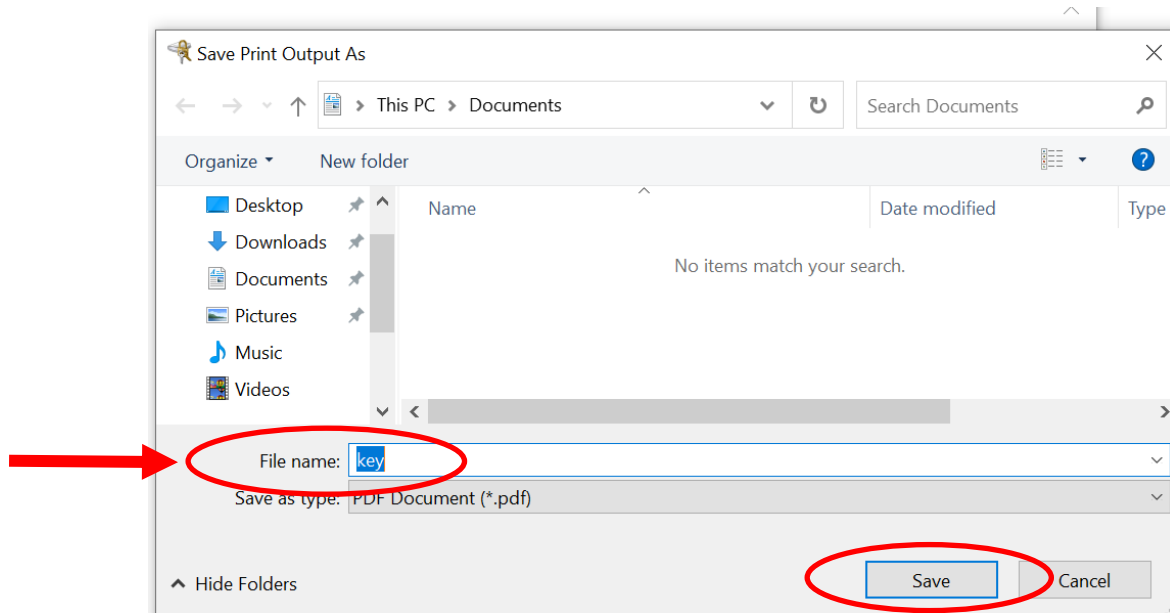 Save Print Output As
This PC > Documents
Search Documents
Organize
New folder
Name
Date modified
Type
Desktop
Downloads
Documents
Pictures
Music
Videos
No items match your search.
File name: key
Save as type: PDF Document (*.pdf)
Hide Folders
Save
Cancel